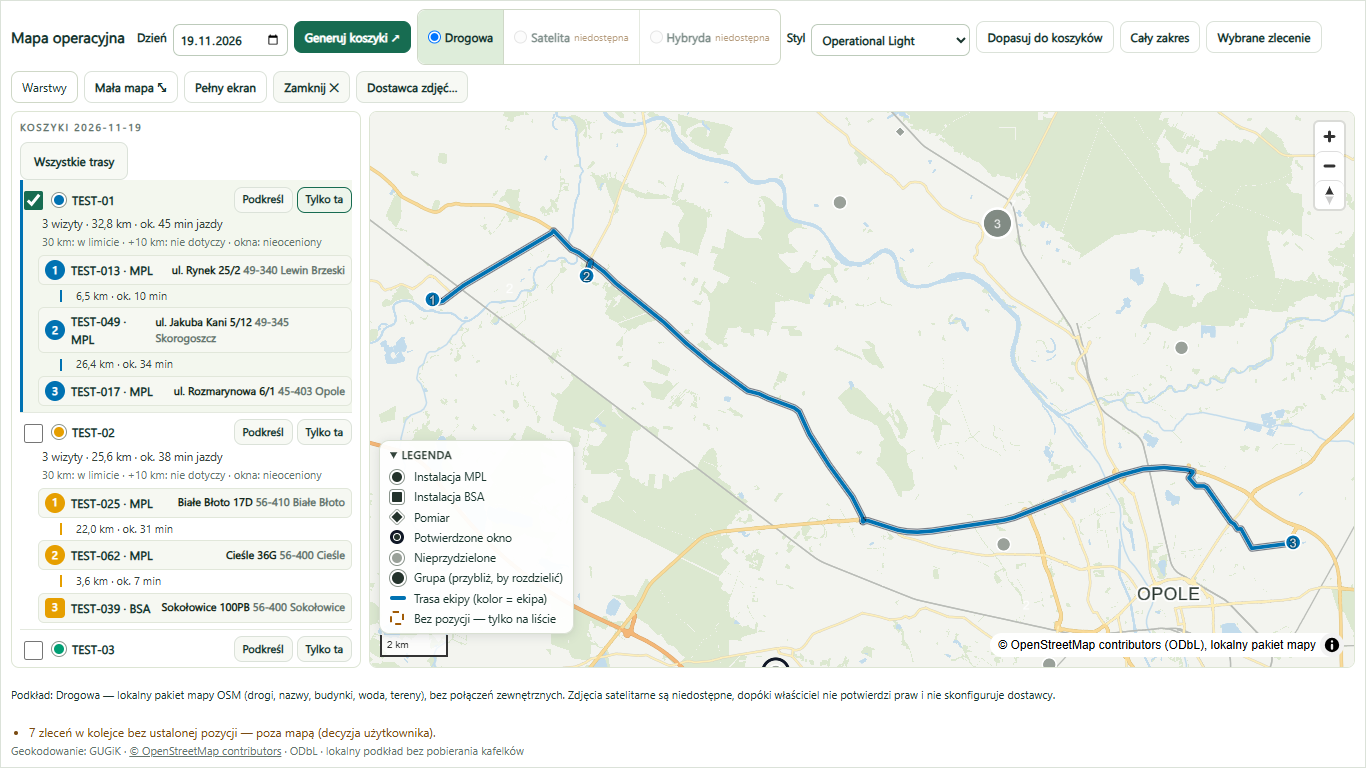 Mapa operacyjna Dzień 19.11.2026 Generuj koszyki ↗ Drogowa Satelita niedostępna Hybryda niedostępna Styl Operational Light Dopasuj do koszyków Cały zakres Wybrane zlecenie
Warstwy Mała mapa ⤡ Pełny ekran Zamknij ✕ Dostawca zdjęć...
KOSZYKI 2026-11-19
Wszystkie trasy
TEST-01 Podkreśl Tylko ta
3 wizyty · 32,8 km · ok. 45 min jazdy
30 km: w limicie · +10 km: nie dotyczy · okna: nieoceniony
1 TEST-013 · MPL ul. Rynek 25/2 49-340 Lewin Brzeski
6,5 km · ok. 10 min
2 TEST-049 · MPL ul. Jakuba Kani 5/12 49-345 Skorogoszcz
26,4 km · ok. 34 min
3 TEST-017 · MPL ul. Rozmarynowa 6/1 45-403 Opole
TEST-02 Podkreśl Tylko ta
3 wizyty · 25,6 km · ok. 38 min jazdy
30 km: w limicie · +10 km: nie dotyczy · okna: nieoceniony
1 TEST-025 · MPL Białe Błoto 17D 56-410 Białe Błoto
22,0 km · ok. 31 min
2 TEST-062 · MPL Cieśle 36G 56-400 Cieśle
3,6 km · ok. 7 min
3 TEST-039 · BSA Sokołowice 100PB 56-400 Sokołowice
TEST-03 Podkreśl Tylko ta
3
1
2
2
3
OPOLE
▼ LEGENDA
Instalacja MPL
Instalacja BSA
Pomiar
Potwierdzone okno
Nieprzydzielone
Grupa (przybliż, by rozdzielić)
Trasa ekipy (kolor = ekipa)
Bez pozycji — tylko na liście
2 km
© OpenStreetMap contributors (ODbL), lokalny pakiet mapy
Podkład: Drogowa — lokalny pakiet mapy OSM (drogi, nazwy, budynki, woda, tereny), bez połączeń zewnętrznych. Zdjęcia satelitarne są niedostępne, dopóki właściciel nie potwierdzi praw i nie skonfiguruje dostawcy.
• 7 zleceń w kolejce bez ustalonej pozycji — poza mapą (decyzja użytkownika).
Geokodowanie: GUGiK · © OpenStreetMap contributors · ODbL · lokalny podkład bez pobierania kafelków